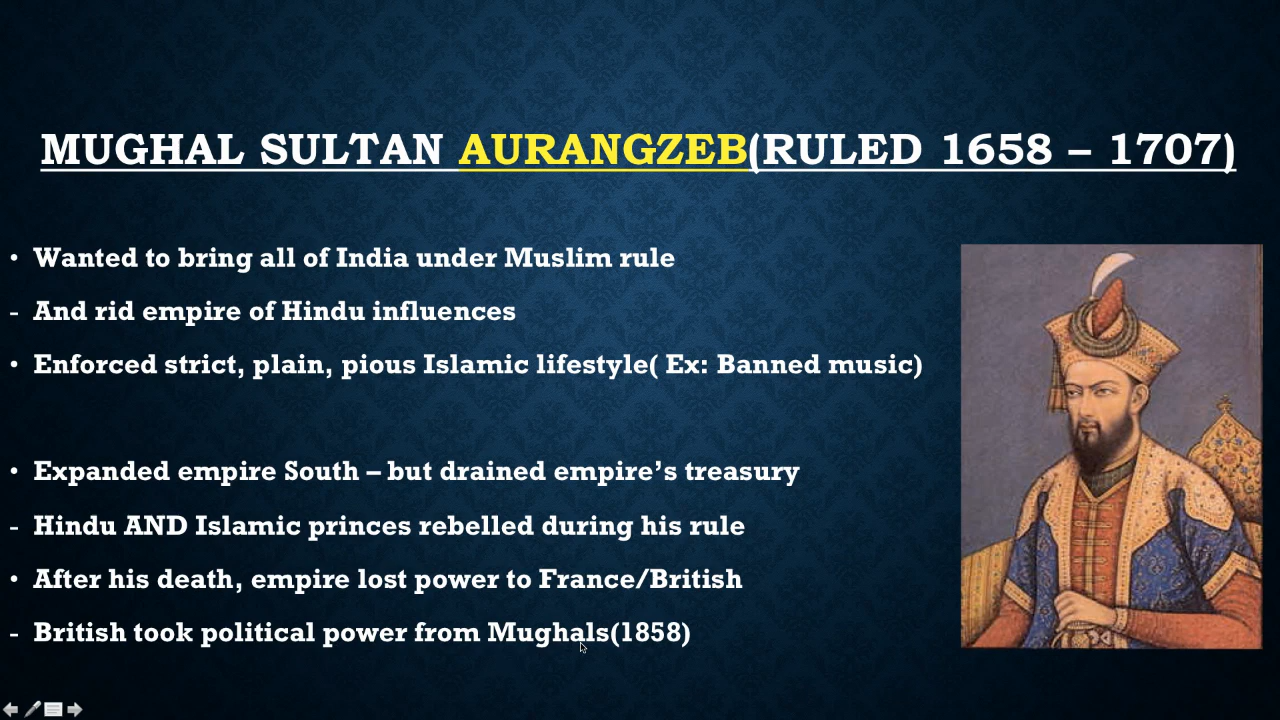 MUGHAL SULTAN AURANGZEB(RULED 1658 – 1707)
• Wanted to bring all of India under Muslim rule
- And rid empire of Hindu influences
• Enforced strict, plain, pious Islamic lifestyle( Ex: Banned music)
• Expanded empire South – but drained empire’s treasury
- Hindu AND Islamic princes rebelled during his rule
• After his death, empire lost power to France/British
- British took political power from Mughals(1858)